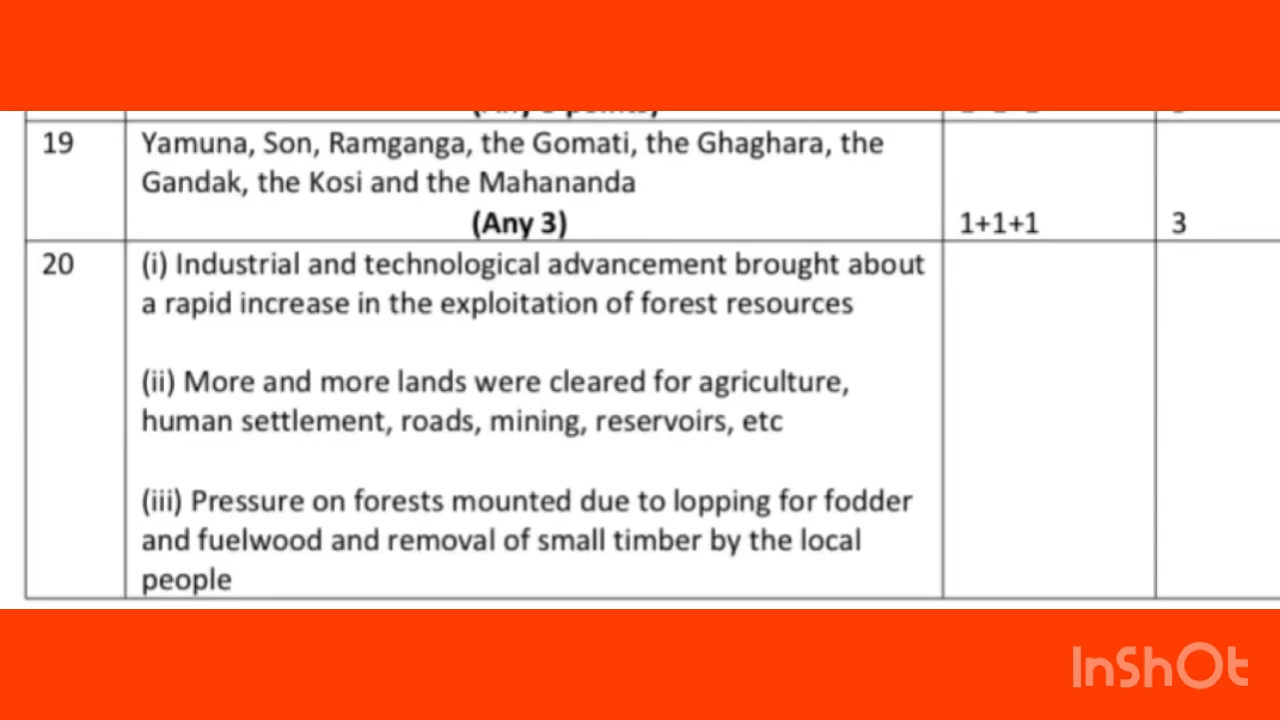 19
Yamuna, Son, Ramganga, the Gomati, the Ghaghara, the
Gandak, the Kosi and the Mahananda
(Any 3)
1+1+1
3
20
(i) Industrial and technological advancement brought about
a rapid increase in the exploitation of forest resources
(ii) More and more lands were cleared for agriculture,
human settlement, roads, mining, reservoirs, etc
(iii) Pressure on forests mounted due to lopping for fodder
and fuelwood and removal of small timber by the local
people
InShOt